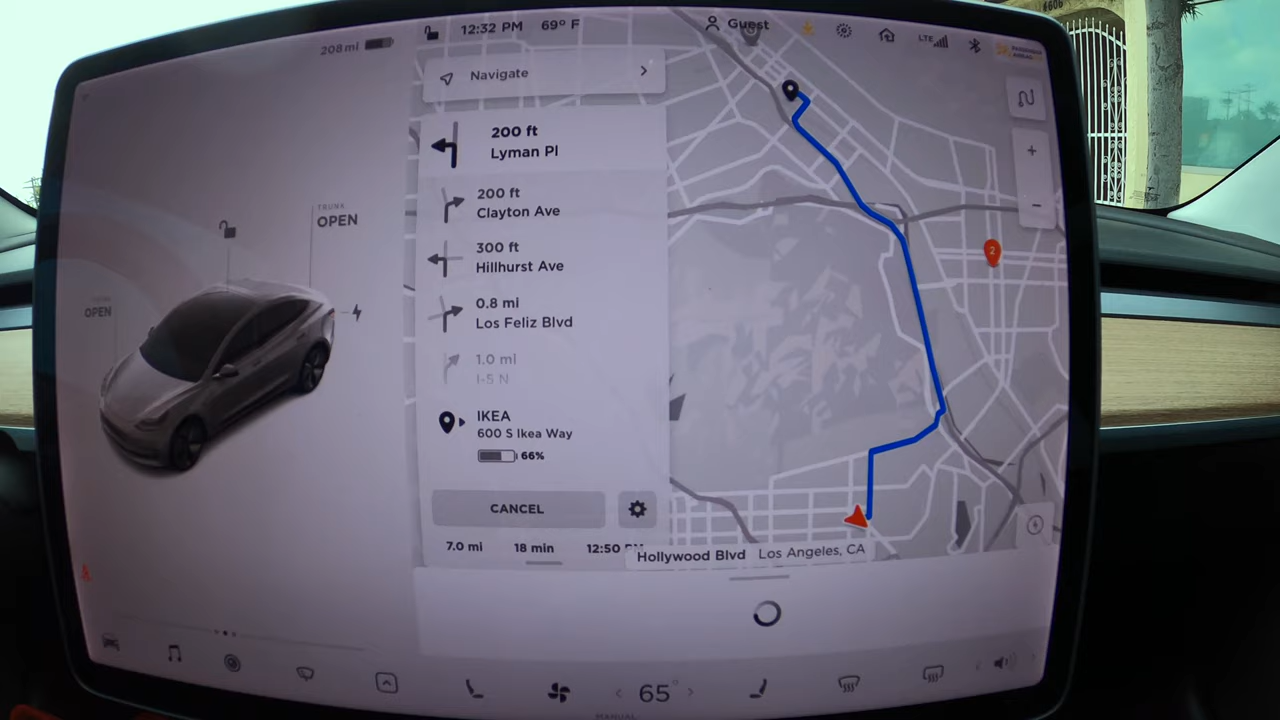 208 mi
12:32 PM 69° F
Guest
LTE
Navigate
200 ft
Lyman Pl
200 ft
Clayton Ave
300 ft
Hillhurst Ave
0.8 mi
Los Feliz Blvd
1.0 mi
I-5 N
IKEA
600 S Ikea Way
66%
CANCEL
7.0 mi 18 min 12:50
Hollywood Blvd Los Angeles, CA
TRUNK
OPEN
OPEN
2
65°
MANUAL